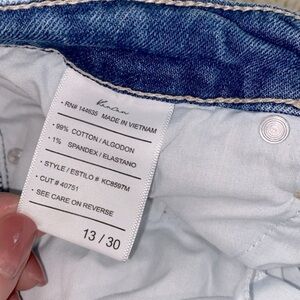 KanCan
• RN# 144635 MADE IN VIETNAM
• 99% COTTON / ALGODON
• 1% SPANDEX / ELASTANO
• STYLE / ESTILO # KC8597M
• CUT # 40751
• SEE CARE ON REVERSE
13 / 30